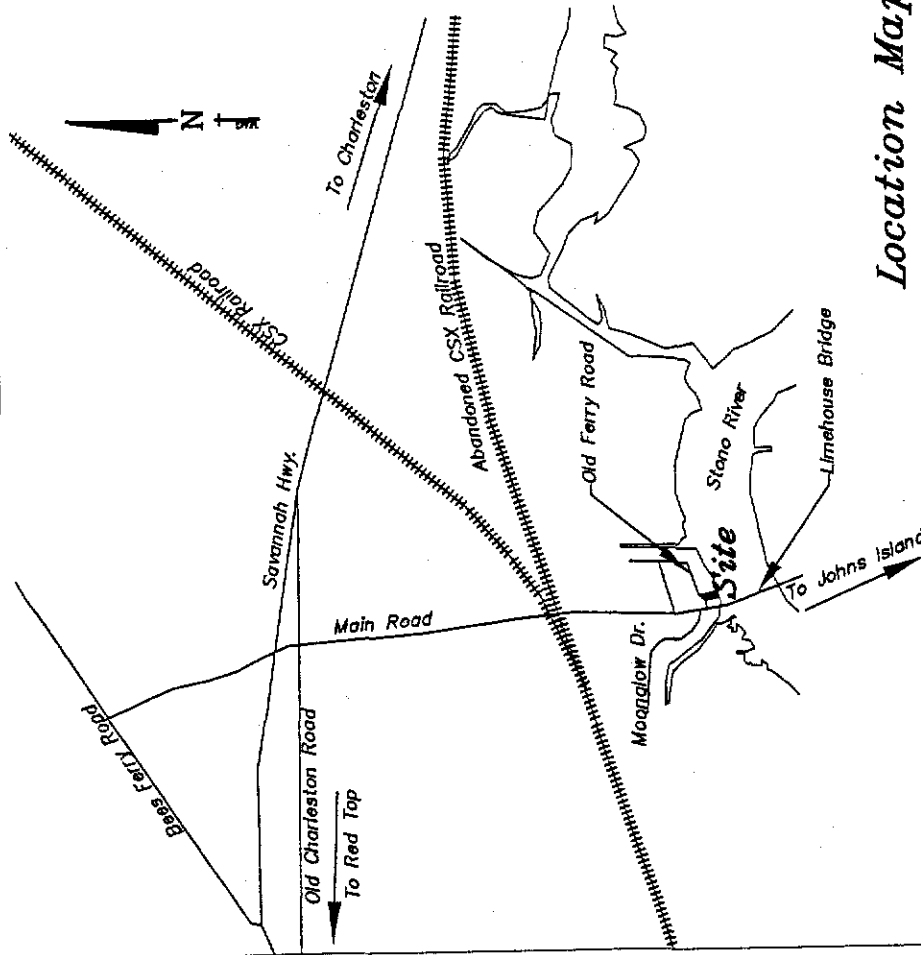 N
To Charleston
CSX Railroad
Savannah Hwy.
Abandoned CSX Railroad
Bees Ferry Road
Main Road
Old Charleston Road
To Red Top
Old Ferry Road
Stono River
Limehouse Bridge
Site
To Johns Island
Moonglow Dr.
Location Map